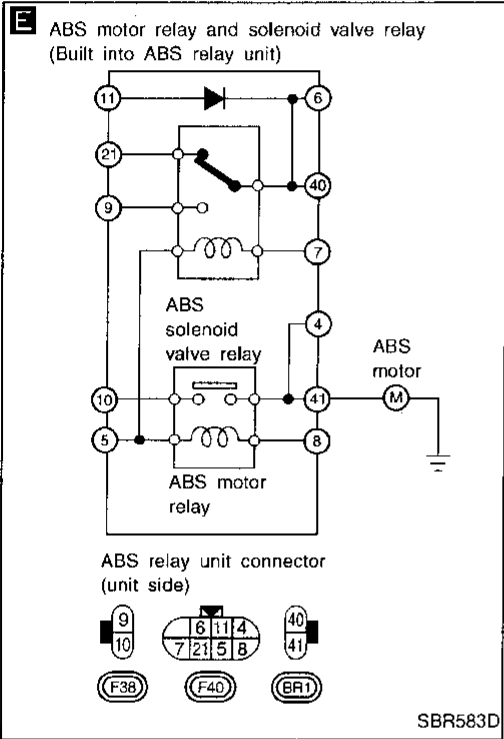 E ABS motor relay and solenoid valve relay
(Built into ABS relay unit)
11 6
21
40
9
7
ABS
solenoid
valve relay
4
ABS
motor
10 41 M
5 8
ABS motor
relay
ABS relay unit connector
(unit side)
9 6 11 4 40
10 7 21 5 8 41
F38 F40 BR1
SBR583D